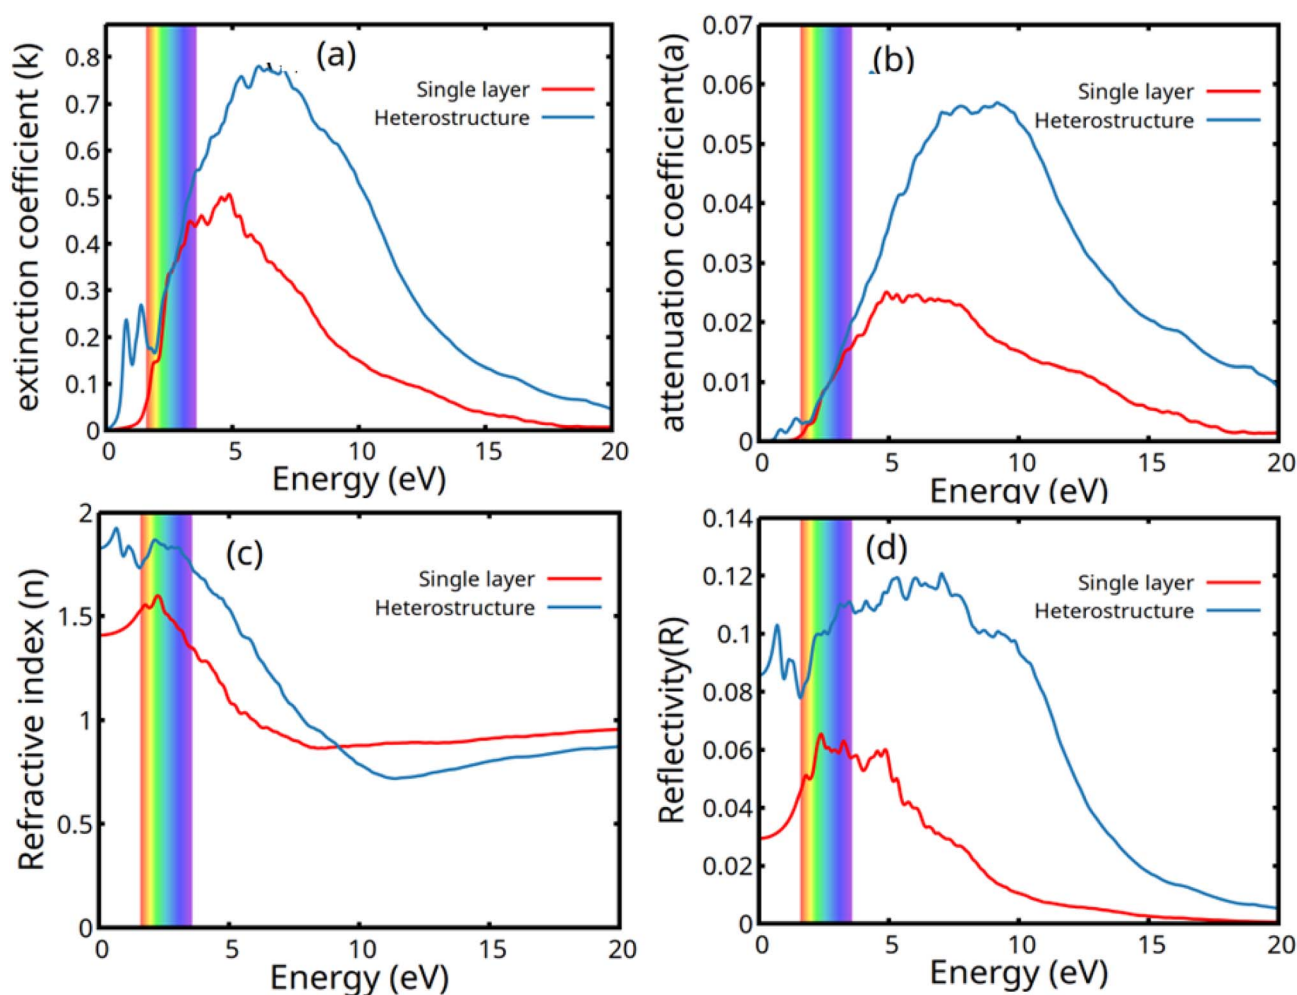 (a)
extinction coefficient (k)
0.8
0.7
0.6
0.5
0.4
0.3
0.2
0.1
0
Single layer
Heterostructure
0 5 10 15 20
Energy (eV)
(b)
attenuation coefficient(a)
0.07
0.06
0.05
0.04
0.03
0.02
0.01
0
Single layer
Heterostructure
0 5 10 15 20
Energy (eV)
(c)
Refractive index (n)
2
1.5
1
0.5
0
Single layer
Heterostructure
0 5 10 15 20
Energy (eV)
(d)
Reflectivity(R)
0.14
0.12
0.1
0.08
0.06
0.04
0.02
0
Single layer
Heterostructure
0 5 10 15 20
Energy (eV)